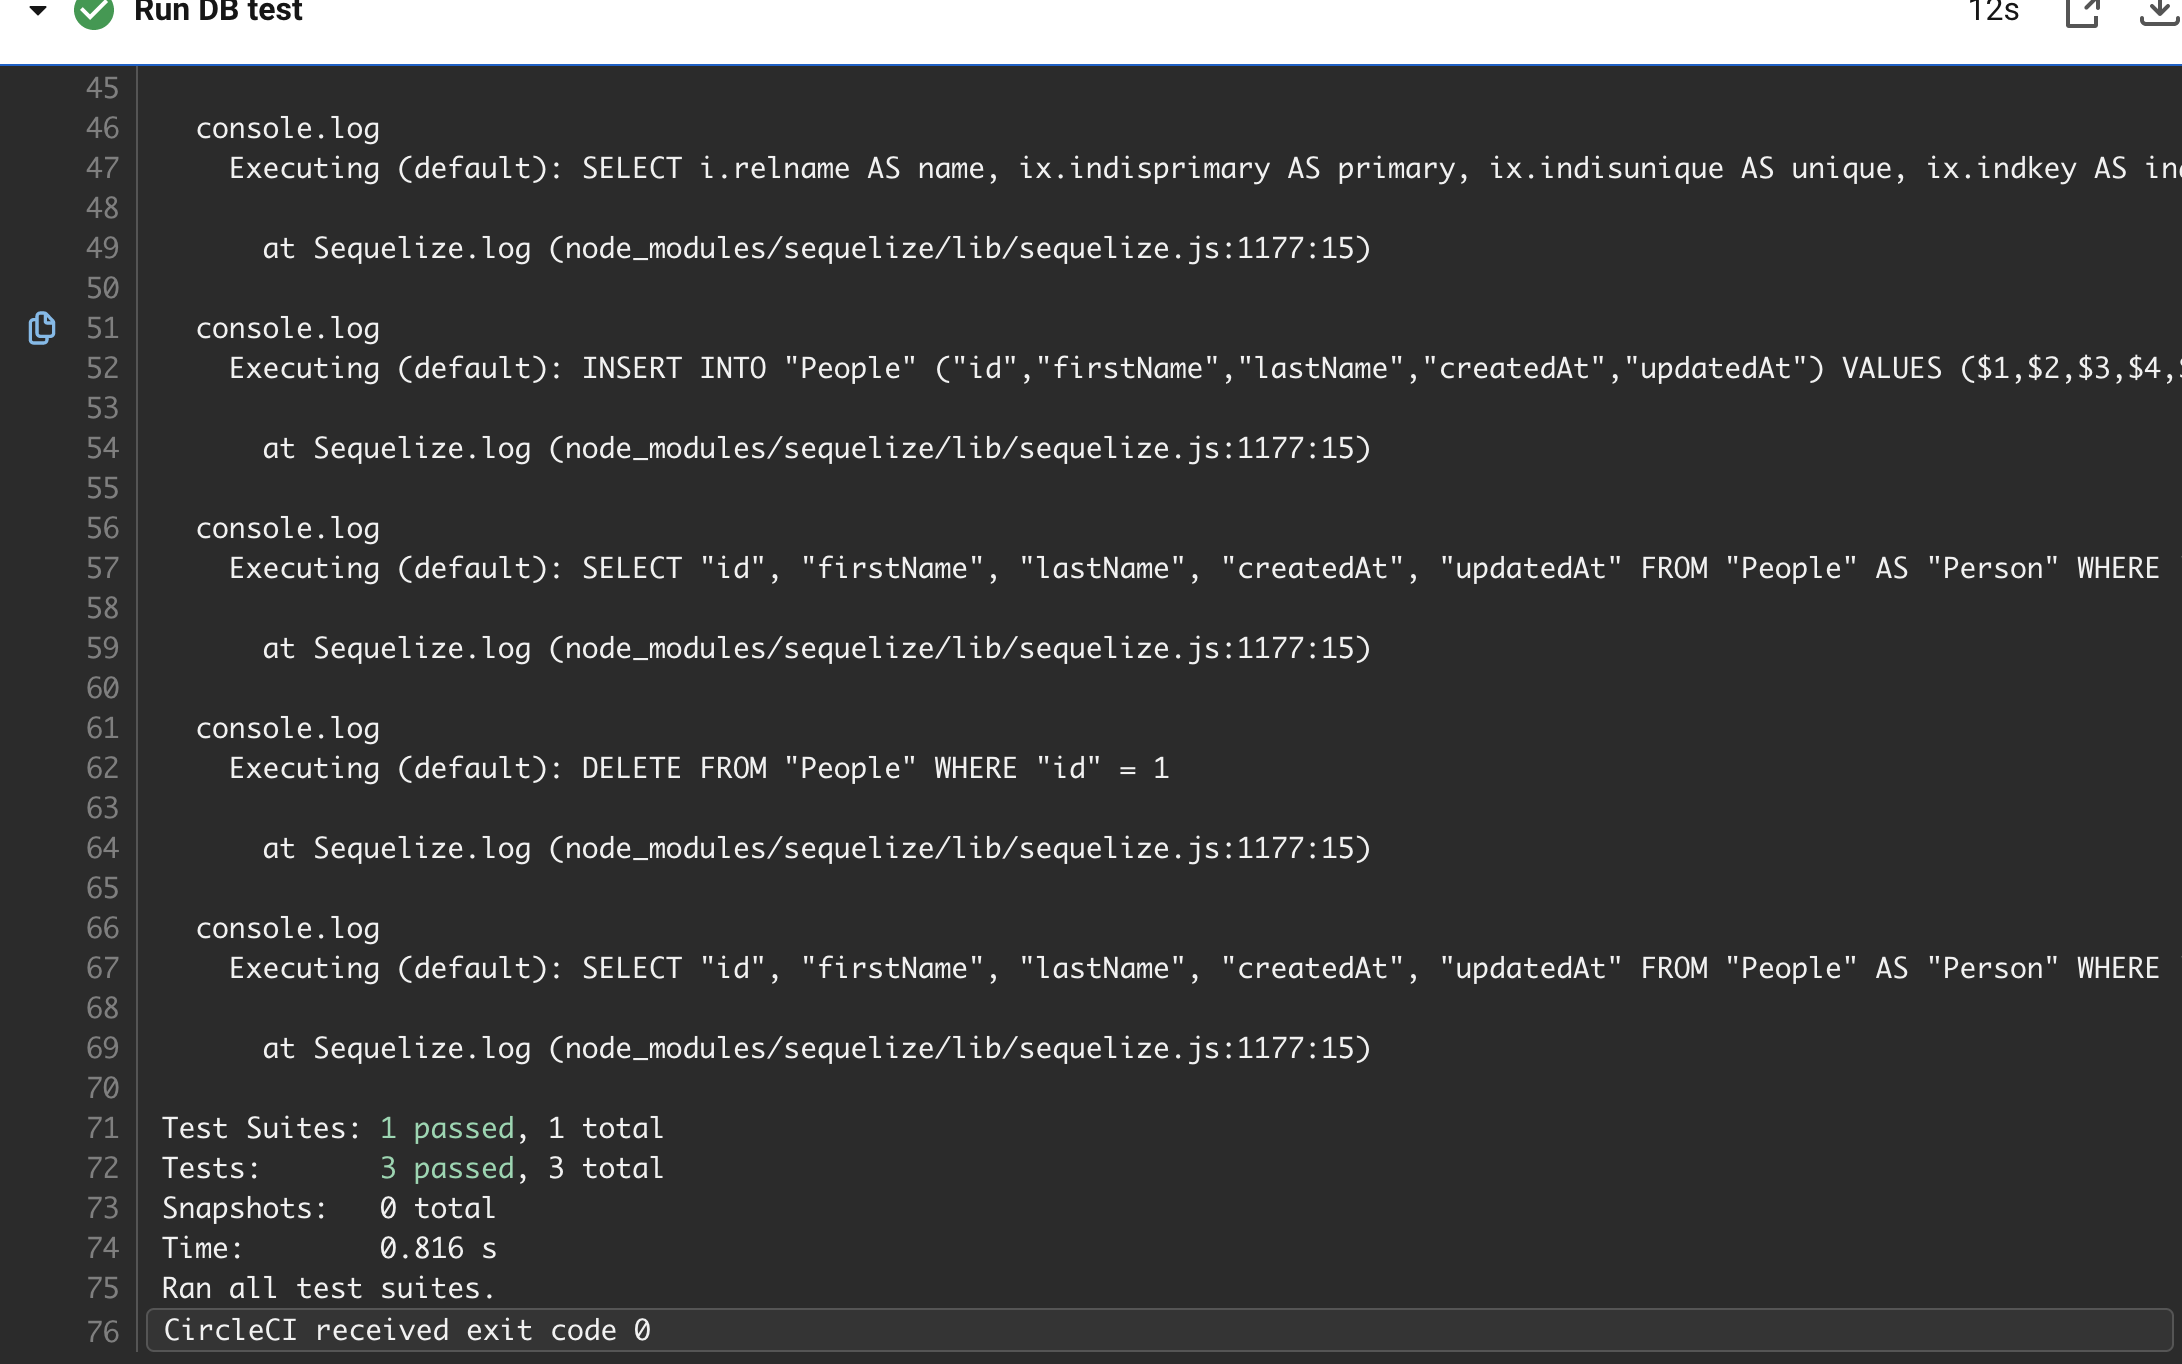 Run DB test 12s
45
46 console.log
47 Executing (default): SELECT i.relname AS name, ix.indisprimary AS primary, ix.indisunique AS unique, ix.indkey AS
48
49 at Sequelize.log (node_modules/sequelize/lib/sequelize.js:1177:15)
50
51 console.log
52 Executing (default): INSERT INTO "People" ("id","firstName","lastName","createdAt","updatedAt") VALUES ($1,$2,$3,$4,
53
54 at Sequelize.log (node_modules/sequelize/lib/sequelize.js:1177:15)
55
56 console.log
57 Executing (default): SELECT "id", "firstName", "lastName", "createdAt", "updatedAt" FROM "People" AS "Person" WHERE
58
59 at Sequelize.log (node_modules/sequelize/lib/sequelize.js:1177:15)
60
61 console.log
62 Executing (default): DELETE FROM "People" WHERE "id" = 1
63
64 at Sequelize.log (node_modules/sequelize/lib/sequelize.js:1177:15)
65
66 console.log
67 Executing (default): SELECT "id", "firstName", "lastName", "createdAt", "updatedAt" FROM "People" AS "Person" WHERE
68
69 at Sequelize.log (node_modules/sequelize/lib/sequelize.js:1177:15)
70
71 Test Suites: 1 passed, 1 total
72 Tests: 3 passed, 3 total
73 Snapshots: 0 total
74 Time: 0.816 s
75 Ran all test suites.
76 CircleCI received exit code 0